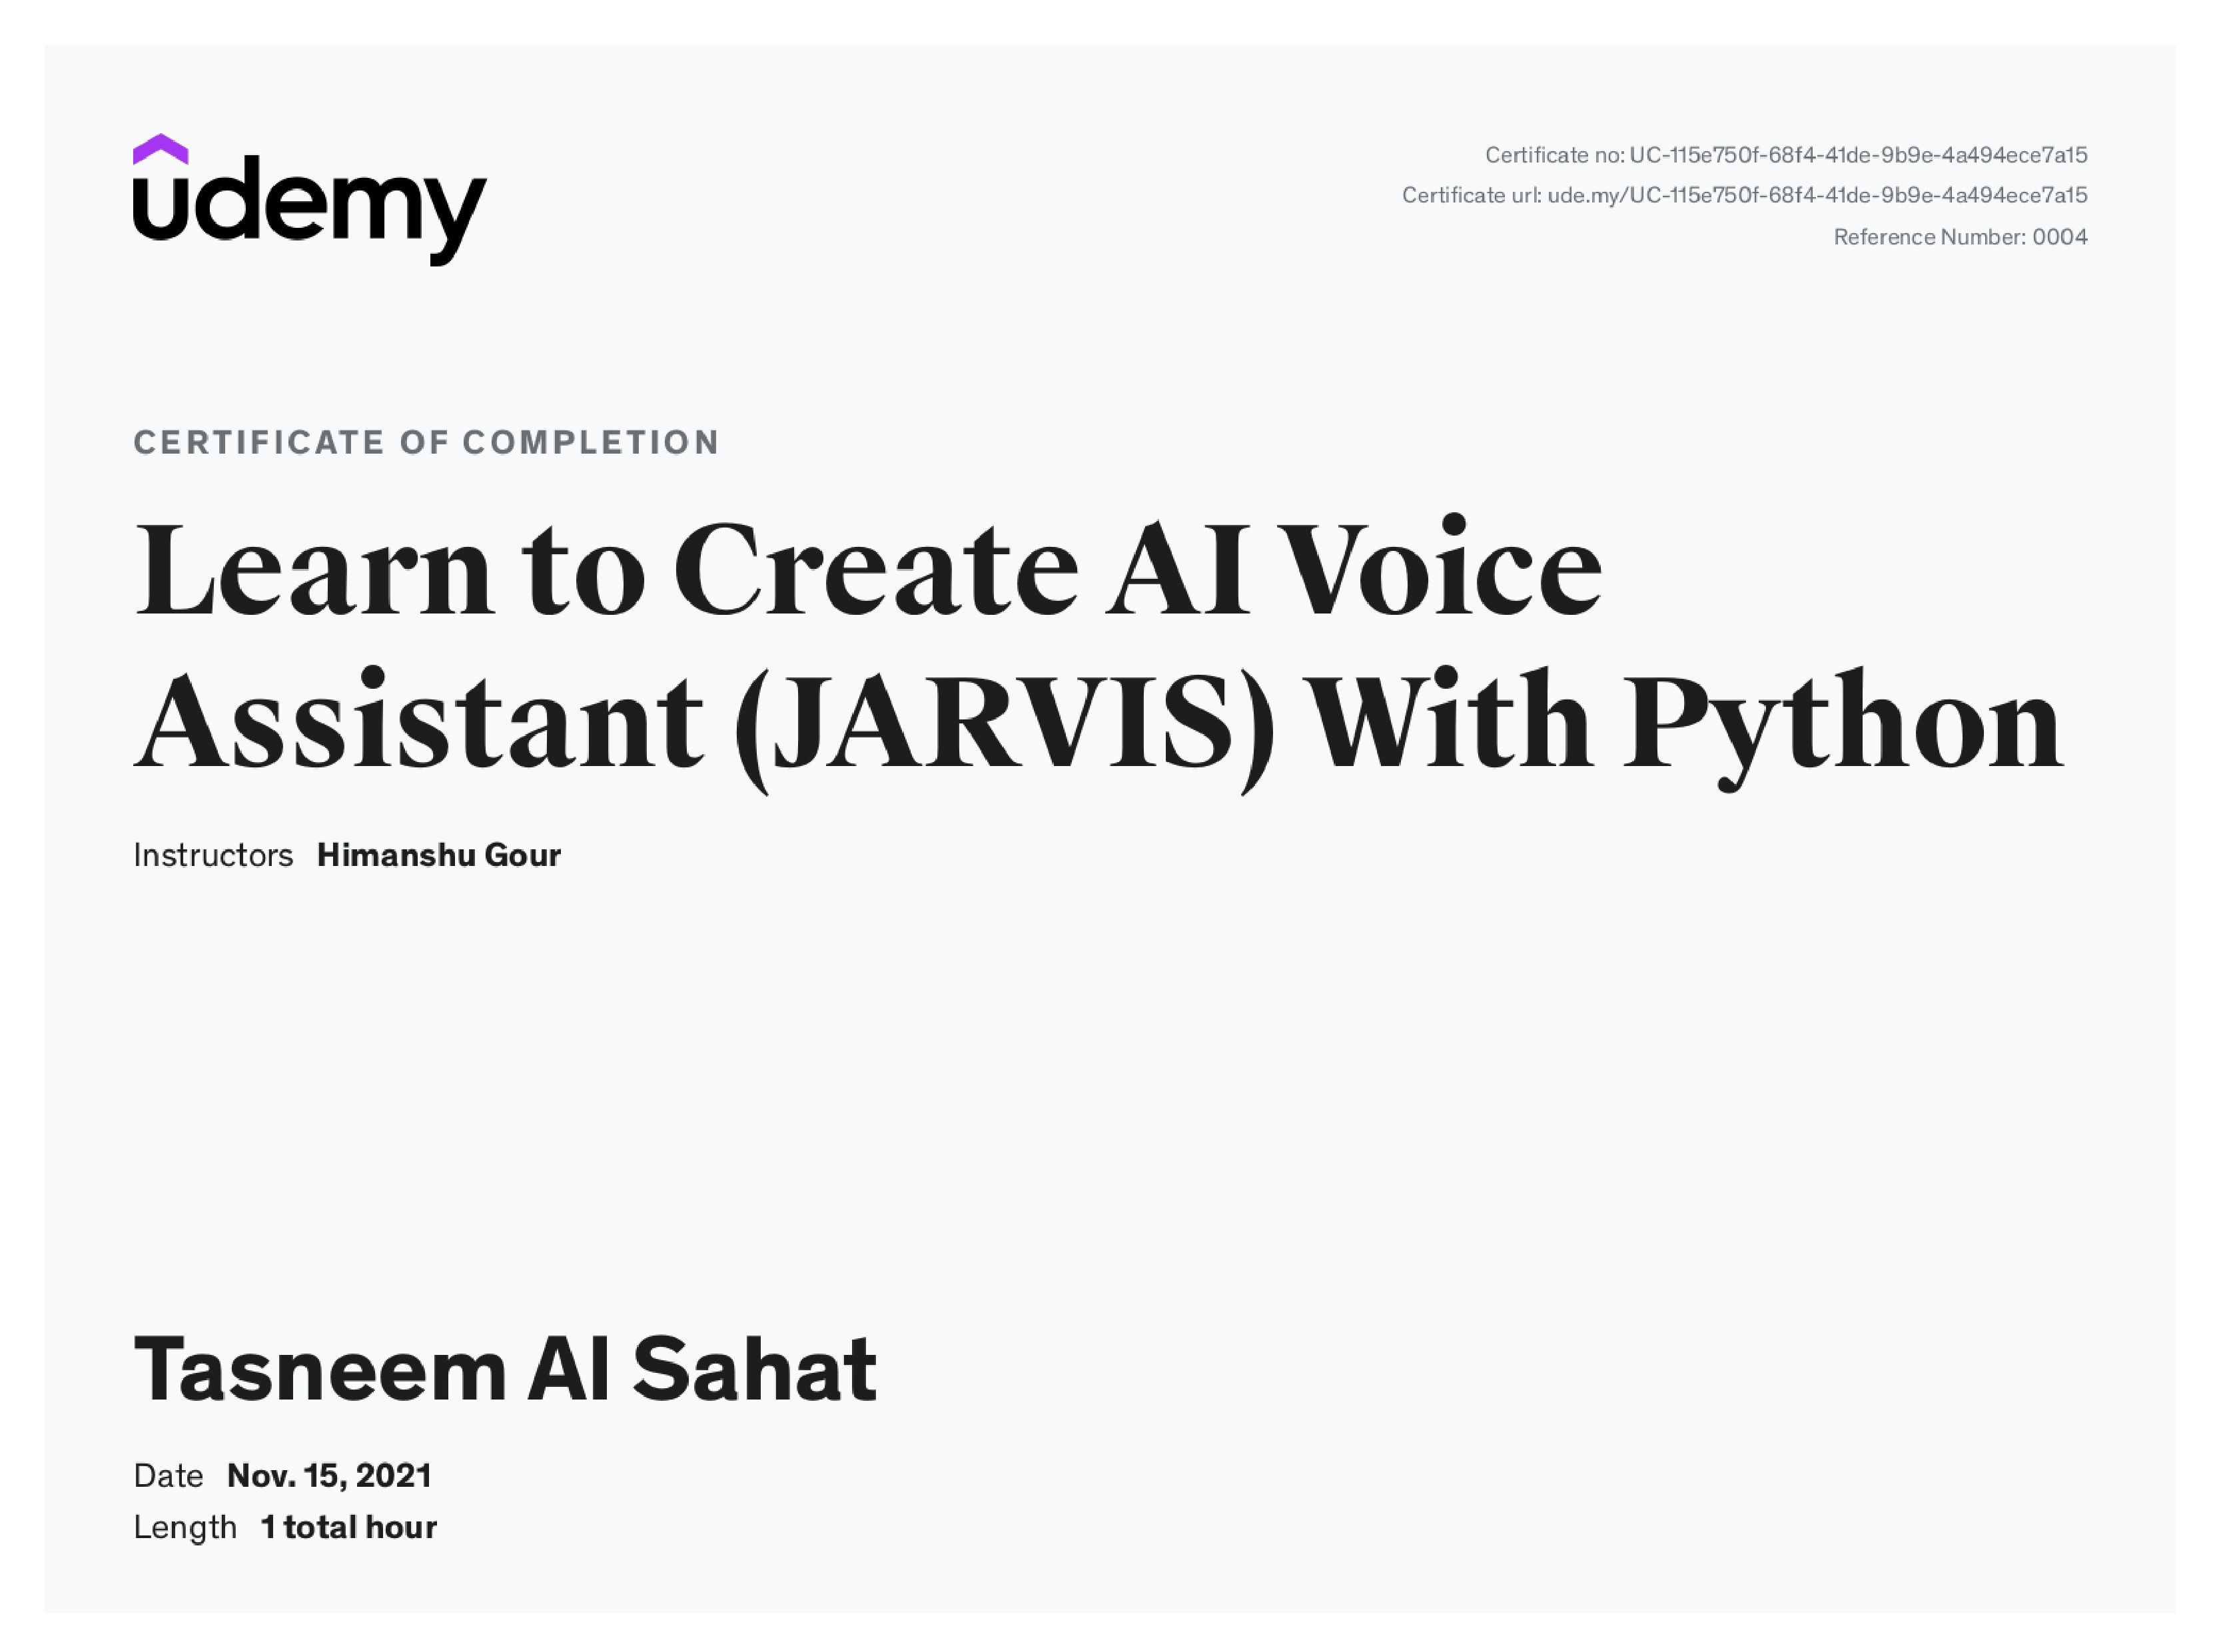 udemy
Certificate no: UC-115e750f-68f4-41de-9b9e-4a494ece7a15
Certificate url: ude.my/UC-115e750f-68f4-41de-9b9e-4a494ece7a15
Reference Number: 0004
CERTIFICATE OF COMPLETION
Learn to Create AI Voice
Assistant (JARVIS) With Python
Instructors Himanshu Gour
Tasneem Al Sahat
Date Nov. 15, 2021
Length 1 total hour